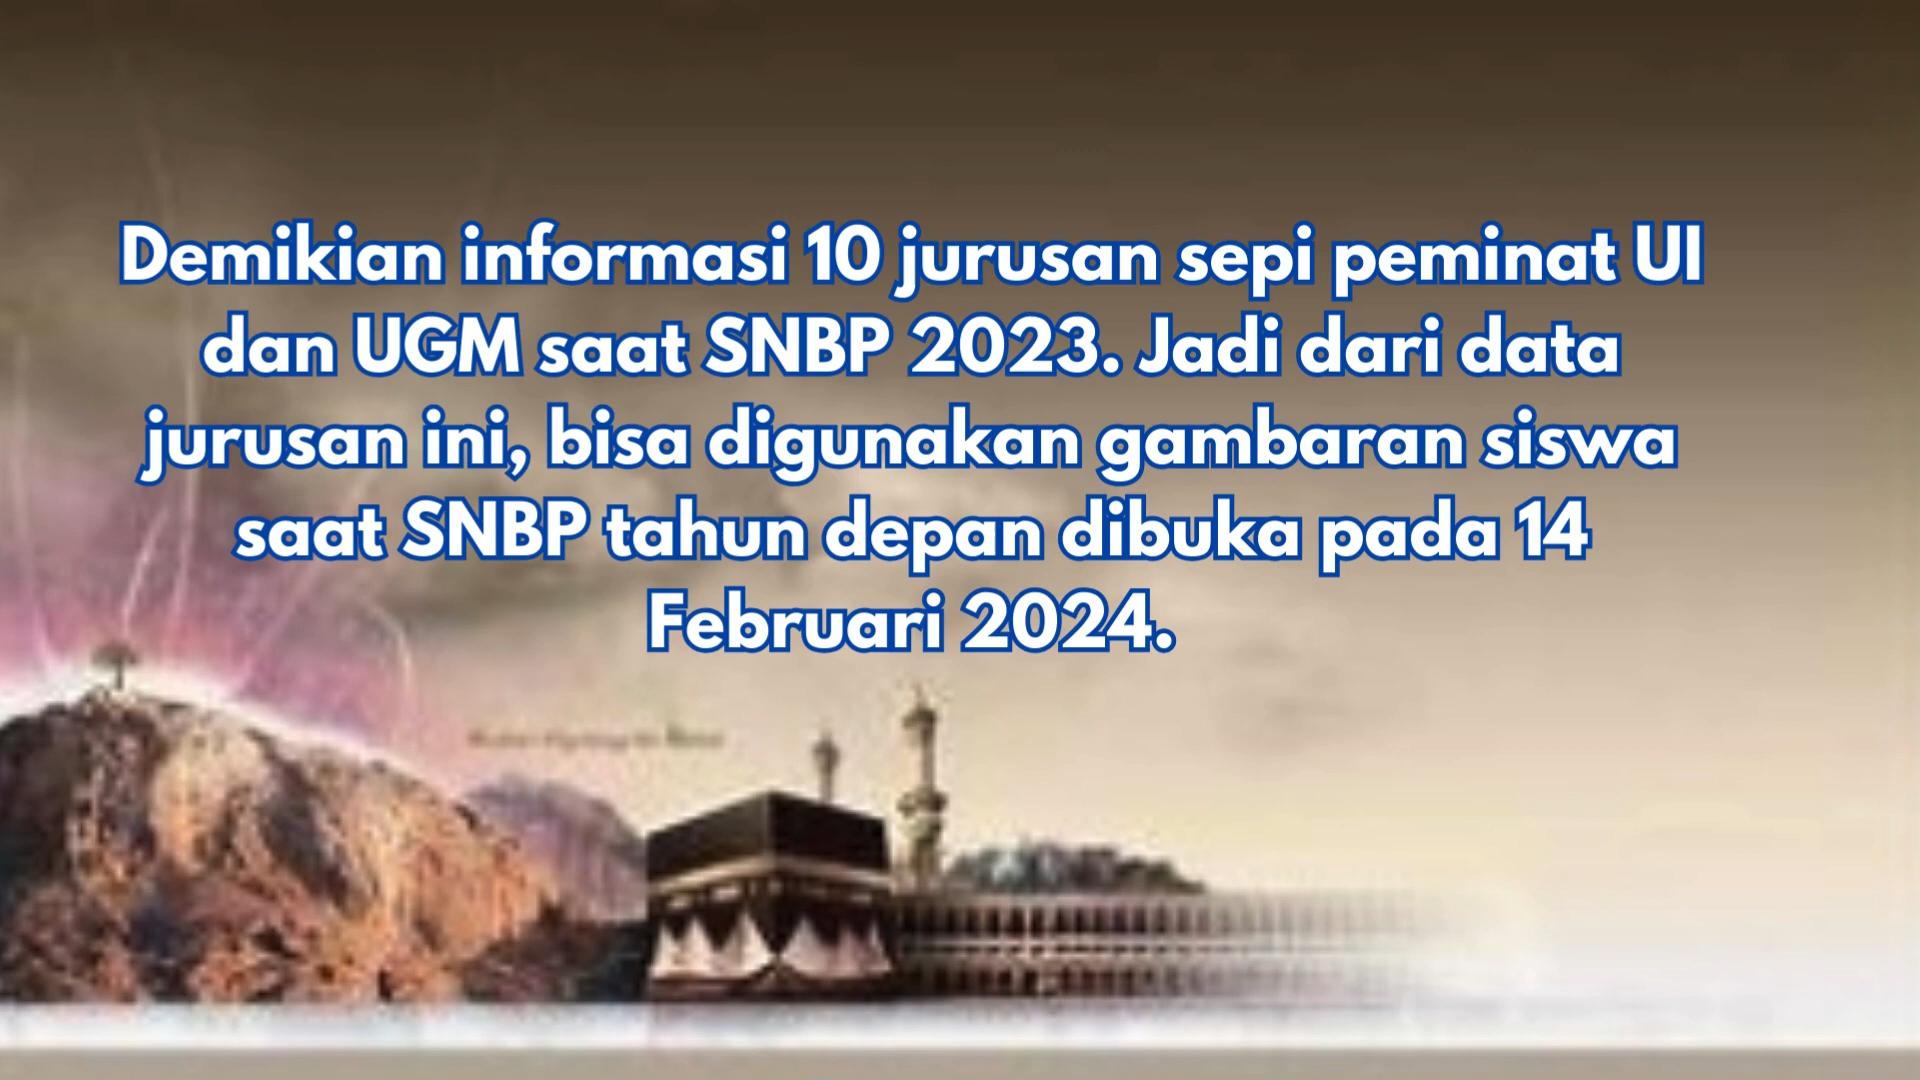 Demikian informasi 10 jurusan sepi peminat UI
dan UGM saat SNBP 2023. Jadi dari data
jurusan ini, bisa digunakan gambaran siswa
saat SNBP tahun depan dibuka pada 14
Februari 2024.